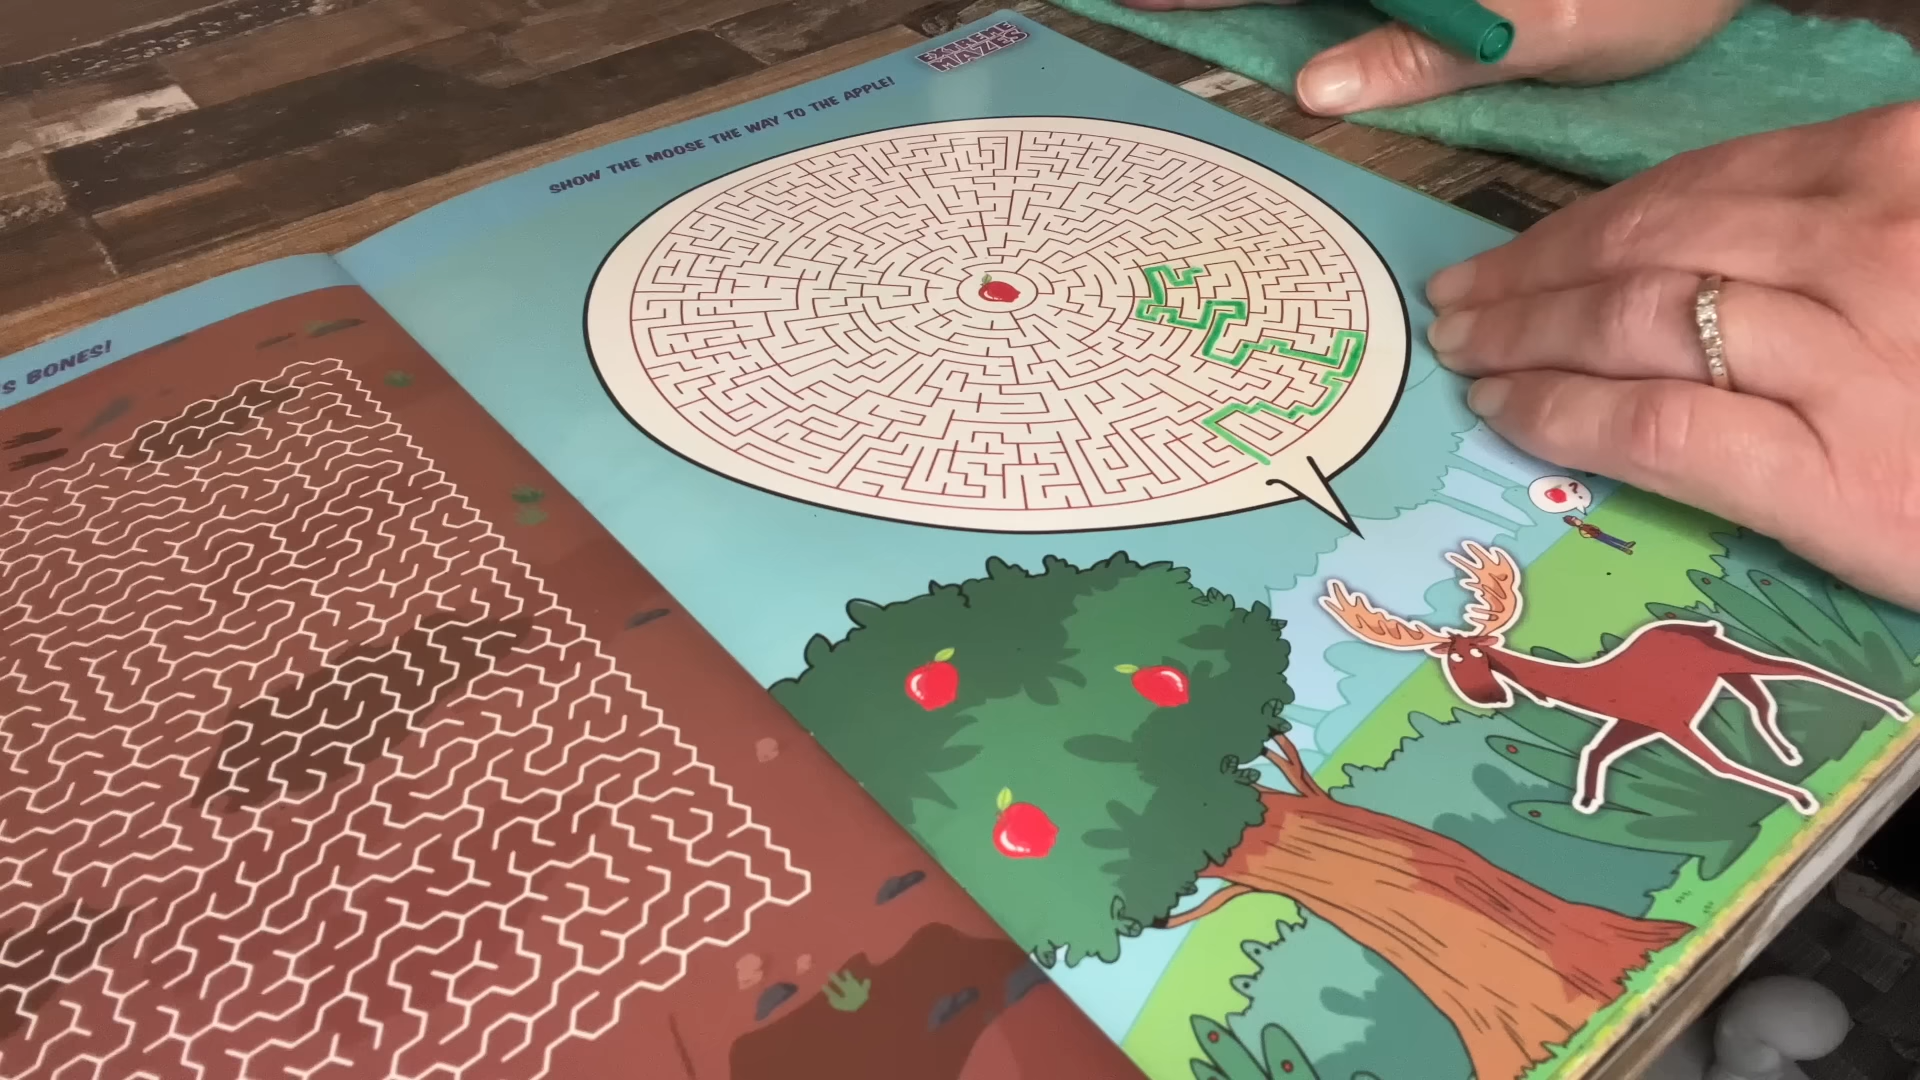 S BONES!
EXTREME
MAZES
SHOW THE MOOSE THE WAY TO THE APPLE!
?